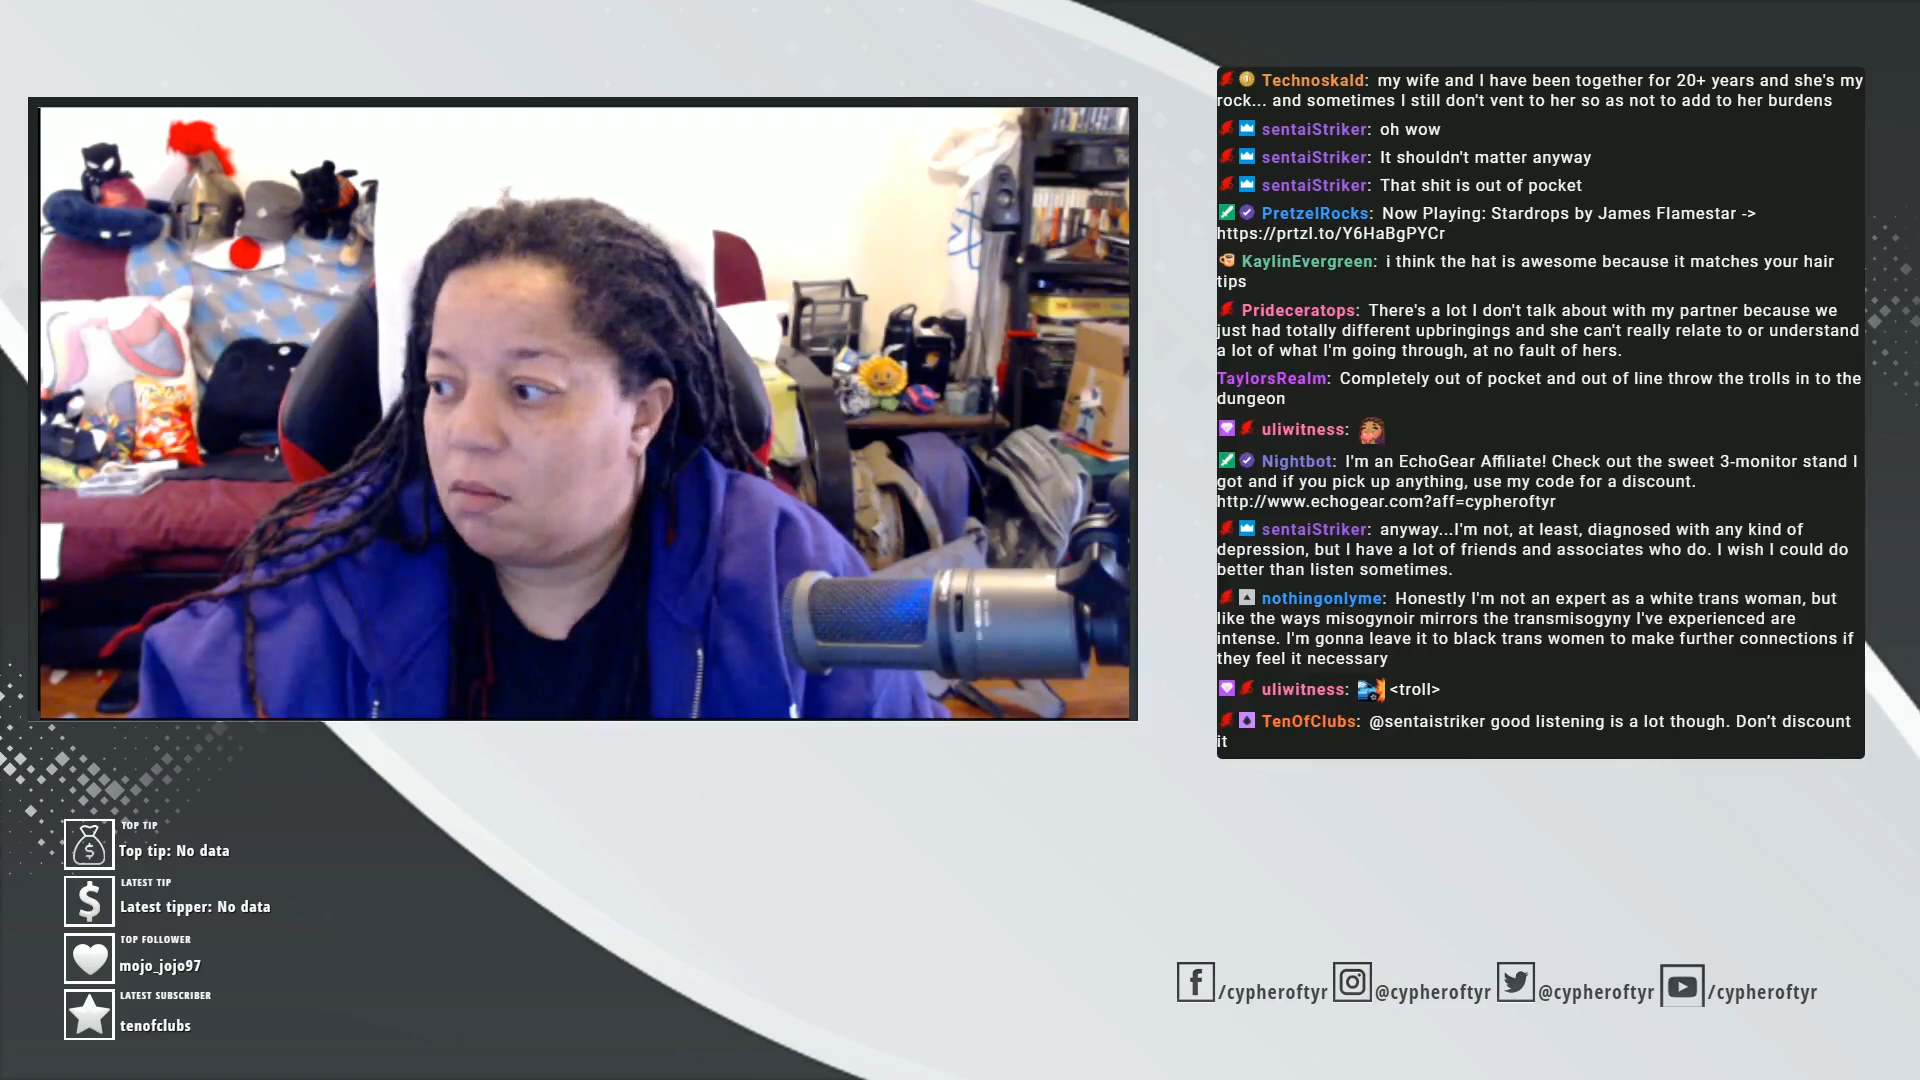 Technoskald: my wife and I have been together for 20+ years and she's my
rock... and sometimes I still don't vent to her so as not to add to her burdens
sentaiStriker: oh wow
sentaiStriker: It shouldn't matter anyway
sentaiStriker: That shit is out of pocket
PretzelRocks: Now Playing: Stardrops by James Flamestar ->
https://prtzl.to/Y6HaBgPYCr
KaylinEvergreen: i think the hat is awesome because it matches your hair
tips
Prideceratops: There's a lot I don't talk about with my partner because we
just had totally different upbringings and she can't really relate to or understand
a lot of what I'm going through, at no fault of hers.
TaylorsRealm: Completely out of pocket and out of line throw the trolls in to the
dungeon
uliwitness:
Nightbot: I'm an EchoGear Affiliate! Check out the sweet 3-monitor stand I
got and if you pick up anything, use my code for a discount.
http://www.echogear.com?aff=cypheroftyr
sentaiStriker: anyway...I'm not, at least, diagnosed with any kind of
depression, but I have a lot of friends and associates who do. I wish I could do
better than listen sometimes.
nothingonlyme: Honestly I'm not an expert as a white trans woman, but
like the ways misogynoir mirrors the transmisogyny I've experienced are
intense. I'm gonna leave it to black trans women to make further connections if
they feel it necessary
uliwitness: <troll>
TenOfClubs: @sentaistriker good listening is a lot though. Don’t discount
it
TOP TIP
Top tip: No data
LATEST TIP
Latest tipper: No data
TOP FOLLOWER
mojo_jojo97
LATEST SUBSCRIBER
tenofclubs
/cypheroftyr @cypheroftyr @cypheroftyr /cypheroftyr